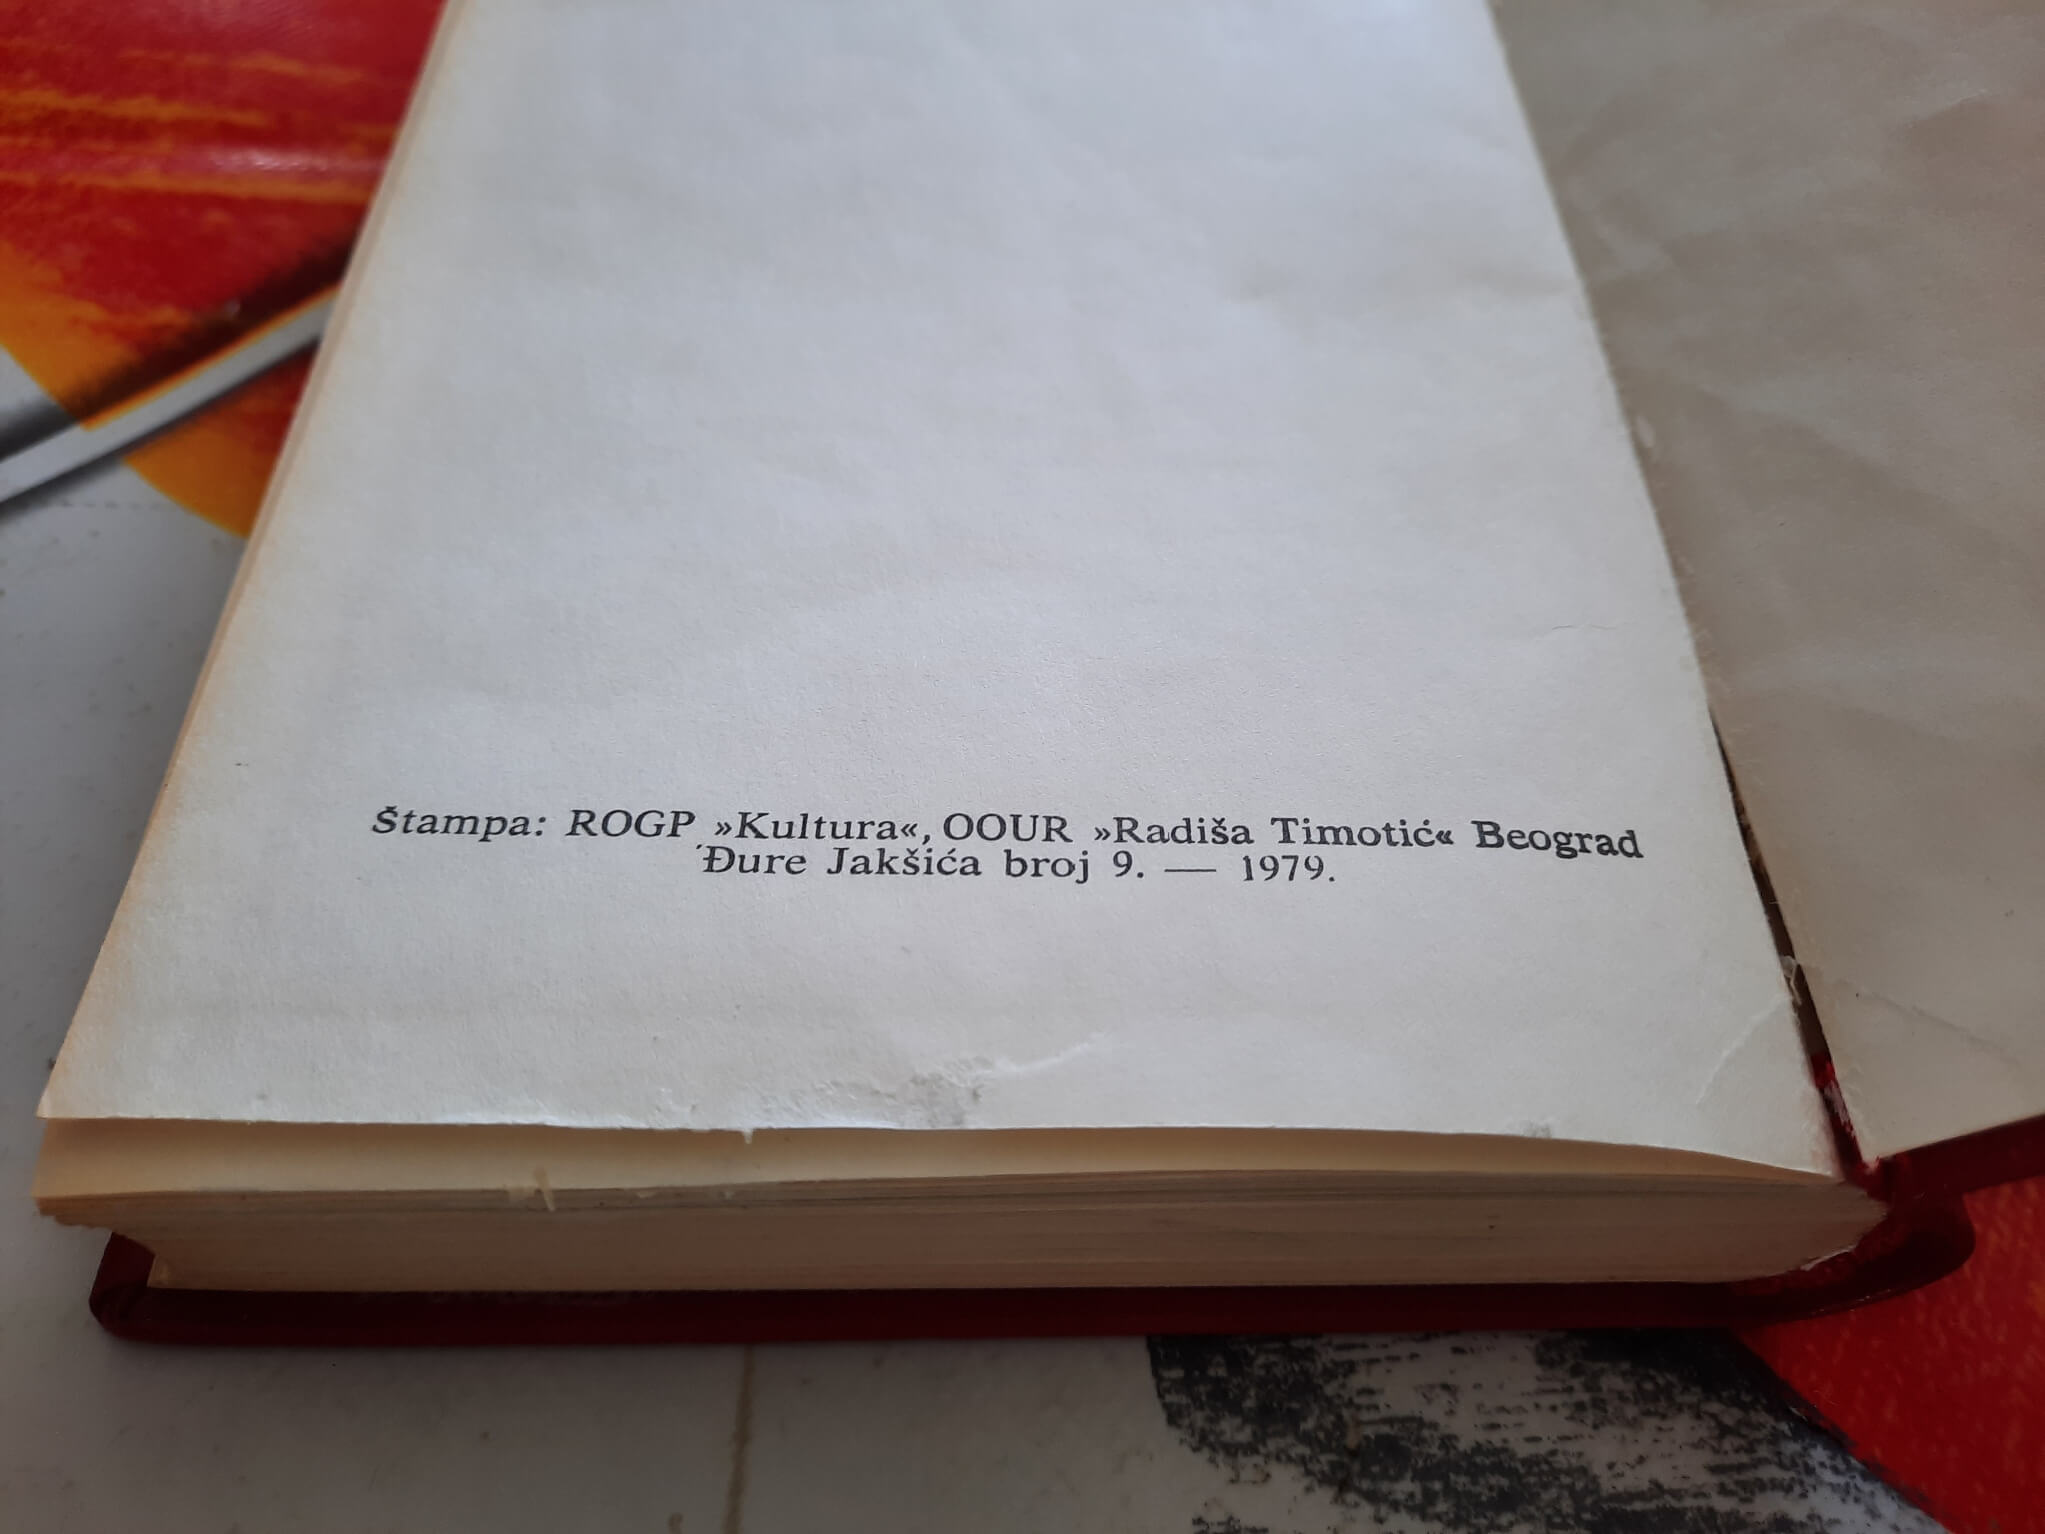 Štampa: ROGP »Kultura«, OOUR »Radiša Timotić« Beograd
Đure Jakšića broj 9. — 1979.